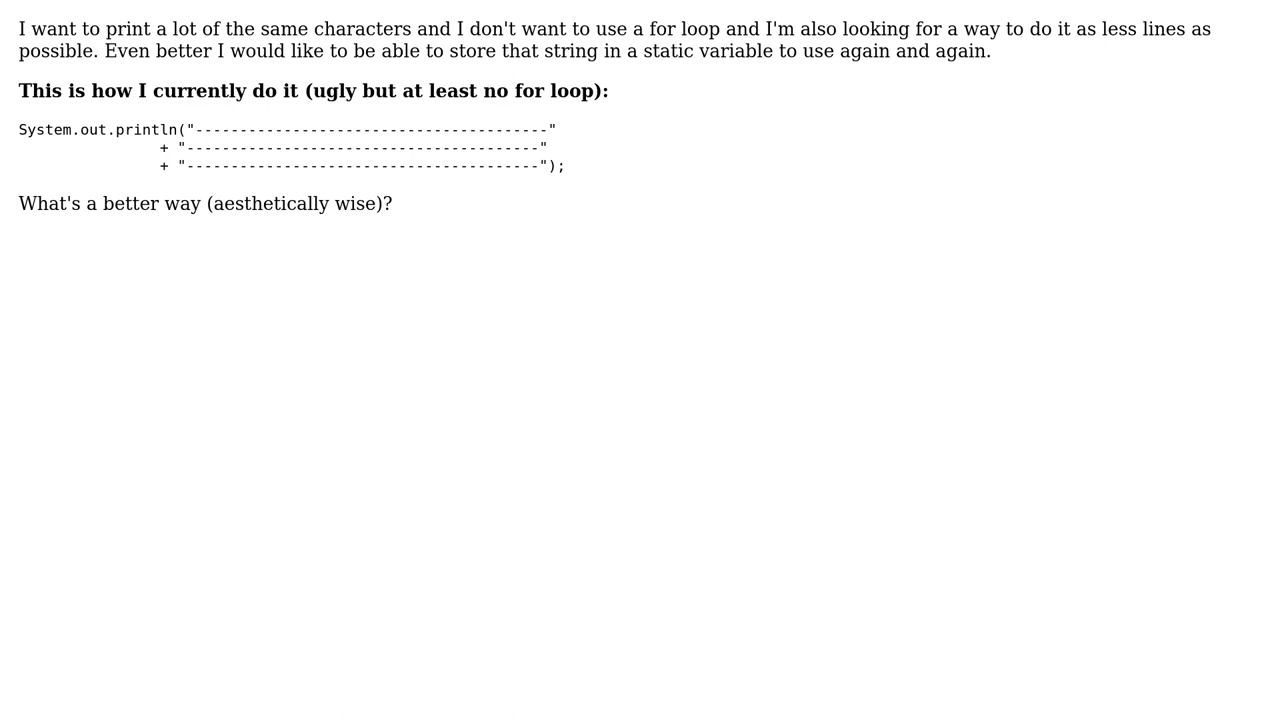 I want to print a lot of the same characters and I don't want to use a for loop and I'm also looking for a way to do it as less lines as
possible. Even better I would like to be able to store that string in a static variable to use again and again.
This is how I currently do it (ugly but at least no for loop):
System.out.println("----------------------------------------"
                + "----------------------------------------"
                + "----------------------------------------");
What's a better way (aesthetically wise)?